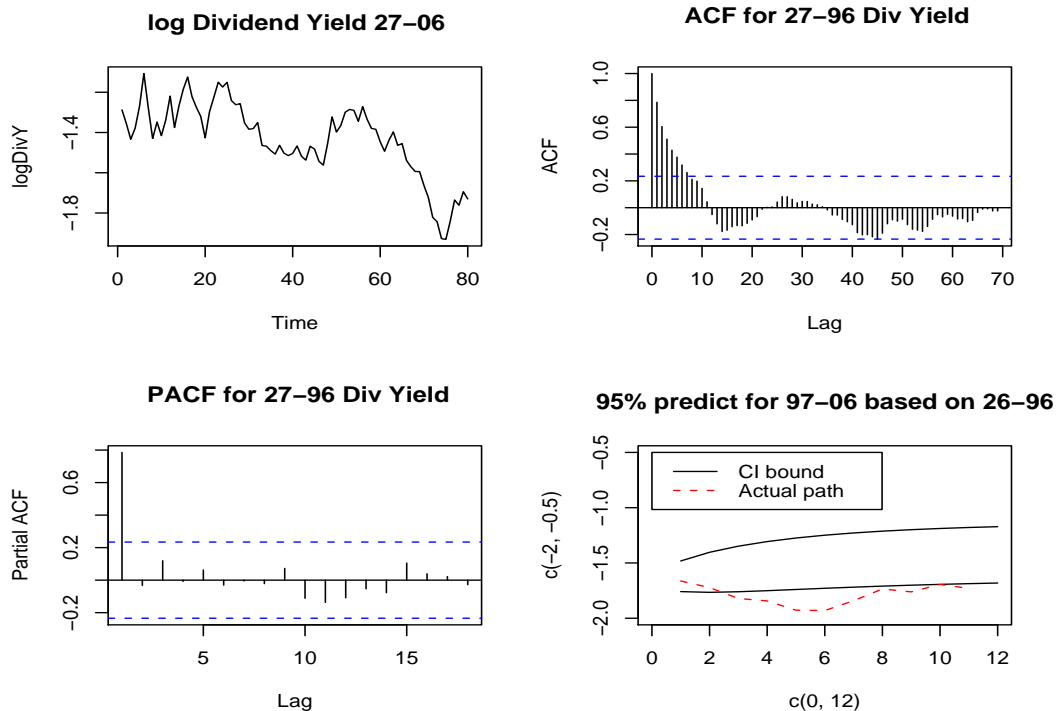 log Dividend Yield 27−06
logDivY
−1.4
−1.8
0 20 40 60 80
Time
ACF for 27−96 Div Yield
ACF
1.0
0.6
0.2
−0.2
0 10 20 30 40 50 60 70
Lag
PACF for 27−96 Div Yield
Partial ACF
0.6
0.2
−0.2
5 10 15
Lag
95% predict for 97−06 based on 26−96
c(−2, −0.5)
−0.5
−1.0
−1.5
−2.0
CI bound
Actual path
0 2 4 6 8 10 12
c(0, 12)